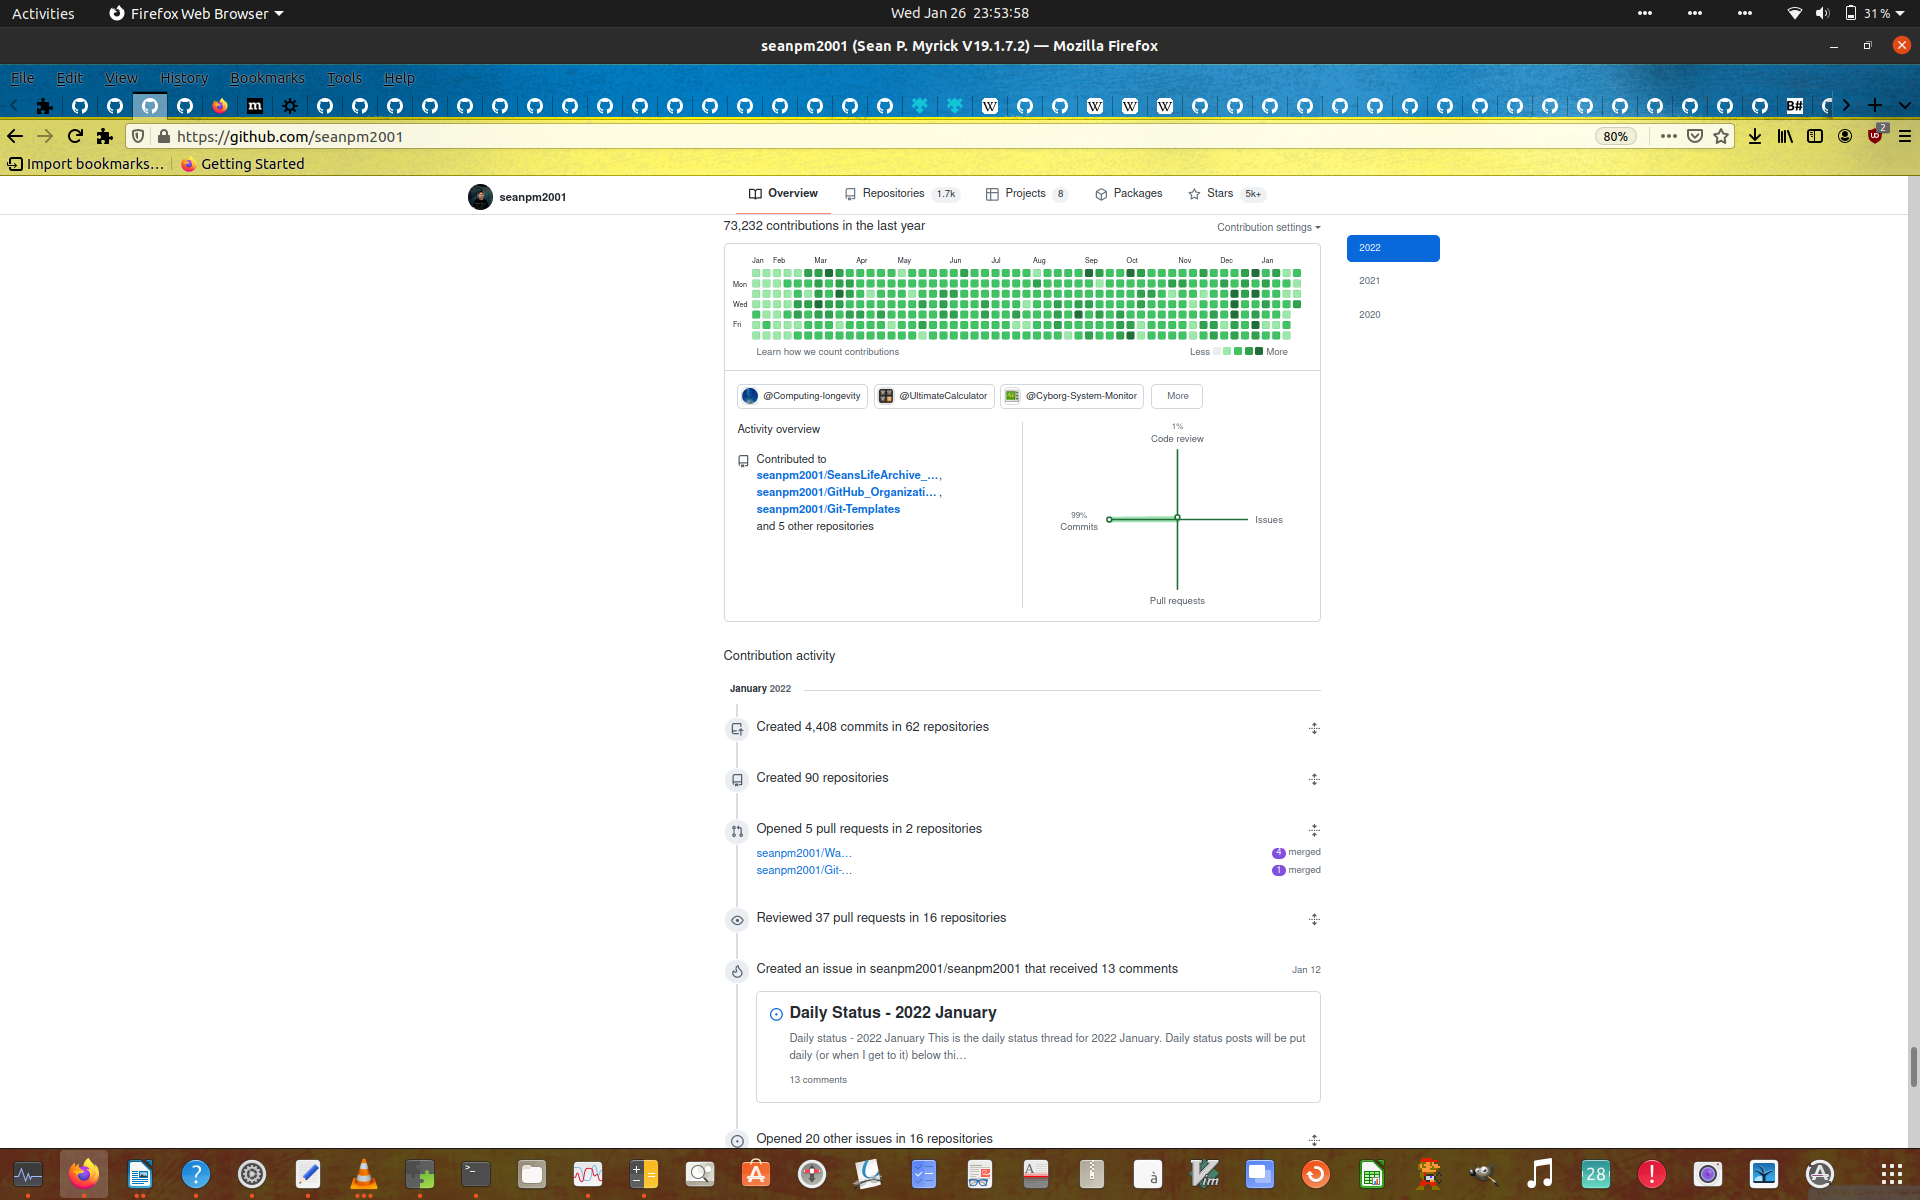 Activities
Firefox Web Browser
Wed Jan 26 23:53:58
31 %
seanpm2001 (Sean P. Myrick V19.1.7.2) — Mozilla Firefox
File Edit View History Bookmarks Tools Help
m
W W W W B#
https://github.com/seanpm2001
80%
2
Import bookmarks...
Getting Started
seanpm2001
Overview
Repositories 1.7k
Projects 8
Packages
Stars 5k+
73,232 contributions in the last year
Contribution settings
2022
2021
2020
Jan Feb Mar Apr May Jun Jul Aug Sep Oct Nov Dec Jan
Mon
Wed
Fri
Learn how we count contributions
Less More
@Computing-longevity
@UltimateCalculator
@Cyborg-System-Monitor
More
Activity overview
Contributed to
seanpm2001/SeansLifeArchive_…,
seanpm2001/GitHub_Organizati… ,
seanpm2001/Git-Templates
and 5 other repositories
1%
Code review
99%
Commits
Issues
Pull requests
Contribution activity
January 2022
Created 4,408 commits in 62 repositories
Created 90 repositories
Opened 5 pull requests in 2 repositories
seanpm2001/Wa…
4 merged
seanpm2001/Git-…
1 merged
Reviewed 37 pull requests in 16 repositories
Created an issue in seanpm2001/seanpm2001 that received 13 comments
Jan 12
Daily Status - 2022 January
Daily status - 2022 January This is the daily status thread for 2022 January. Daily status posts will be put
daily (or when I get to it) below thi…
13 comments
Opened 20 other issues in 16 repositories
28